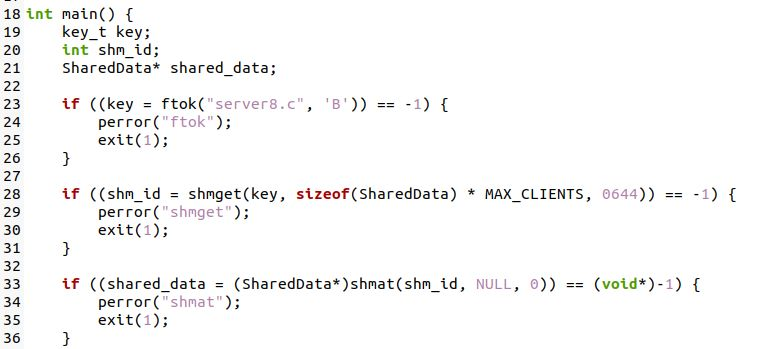 18 int main() {
19     key_t key;
20     int shm_id;
21     SharedData* shared_data;
22
23     if ((key = ftok("server8.c", 'B')) == -1) {
24         perror("ftok");
25         exit(1);
26     }
27
28     if ((shm_id = shmget(key, sizeof(SharedData) * MAX_CLIENTS, 0644)) == -1) {
29         perror("shmget");
30         exit(1);
31     }
32
33     if ((shared_data = (SharedData*)shmat(shm_id, NULL, 0)) == (void*)-1) {
34         perror("shmat");
35         exit(1);
36     }